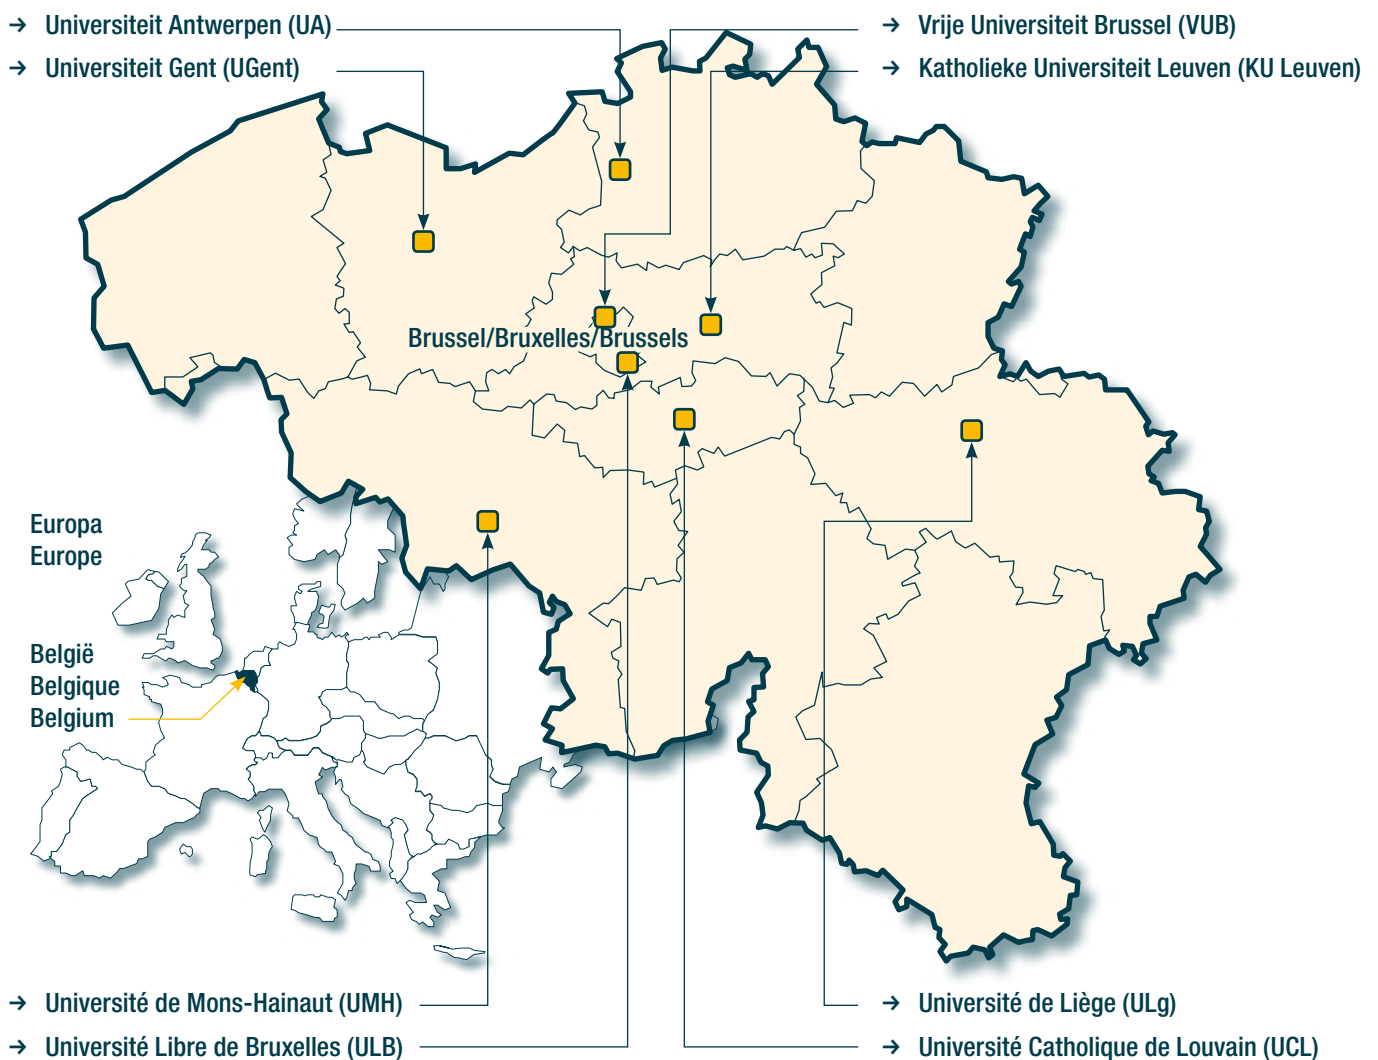 → Universiteit Antwerpen (UA)
→ Universiteit Gent (UGent)
→ Vrije Universiteit Brussel (VUB)
→ Katholieke Universiteit Leuven (KU Leuven)
Brussel/Bruxelles/Brussels
Europa
Europe
België
Belgique
Belgium
→ Université de Mons-Hainaut (UMH)
→ Université Libre de Bruxelles (ULB)
→ Université de Liège (ULg)
→ Université Catholique de Louvain (UCL)